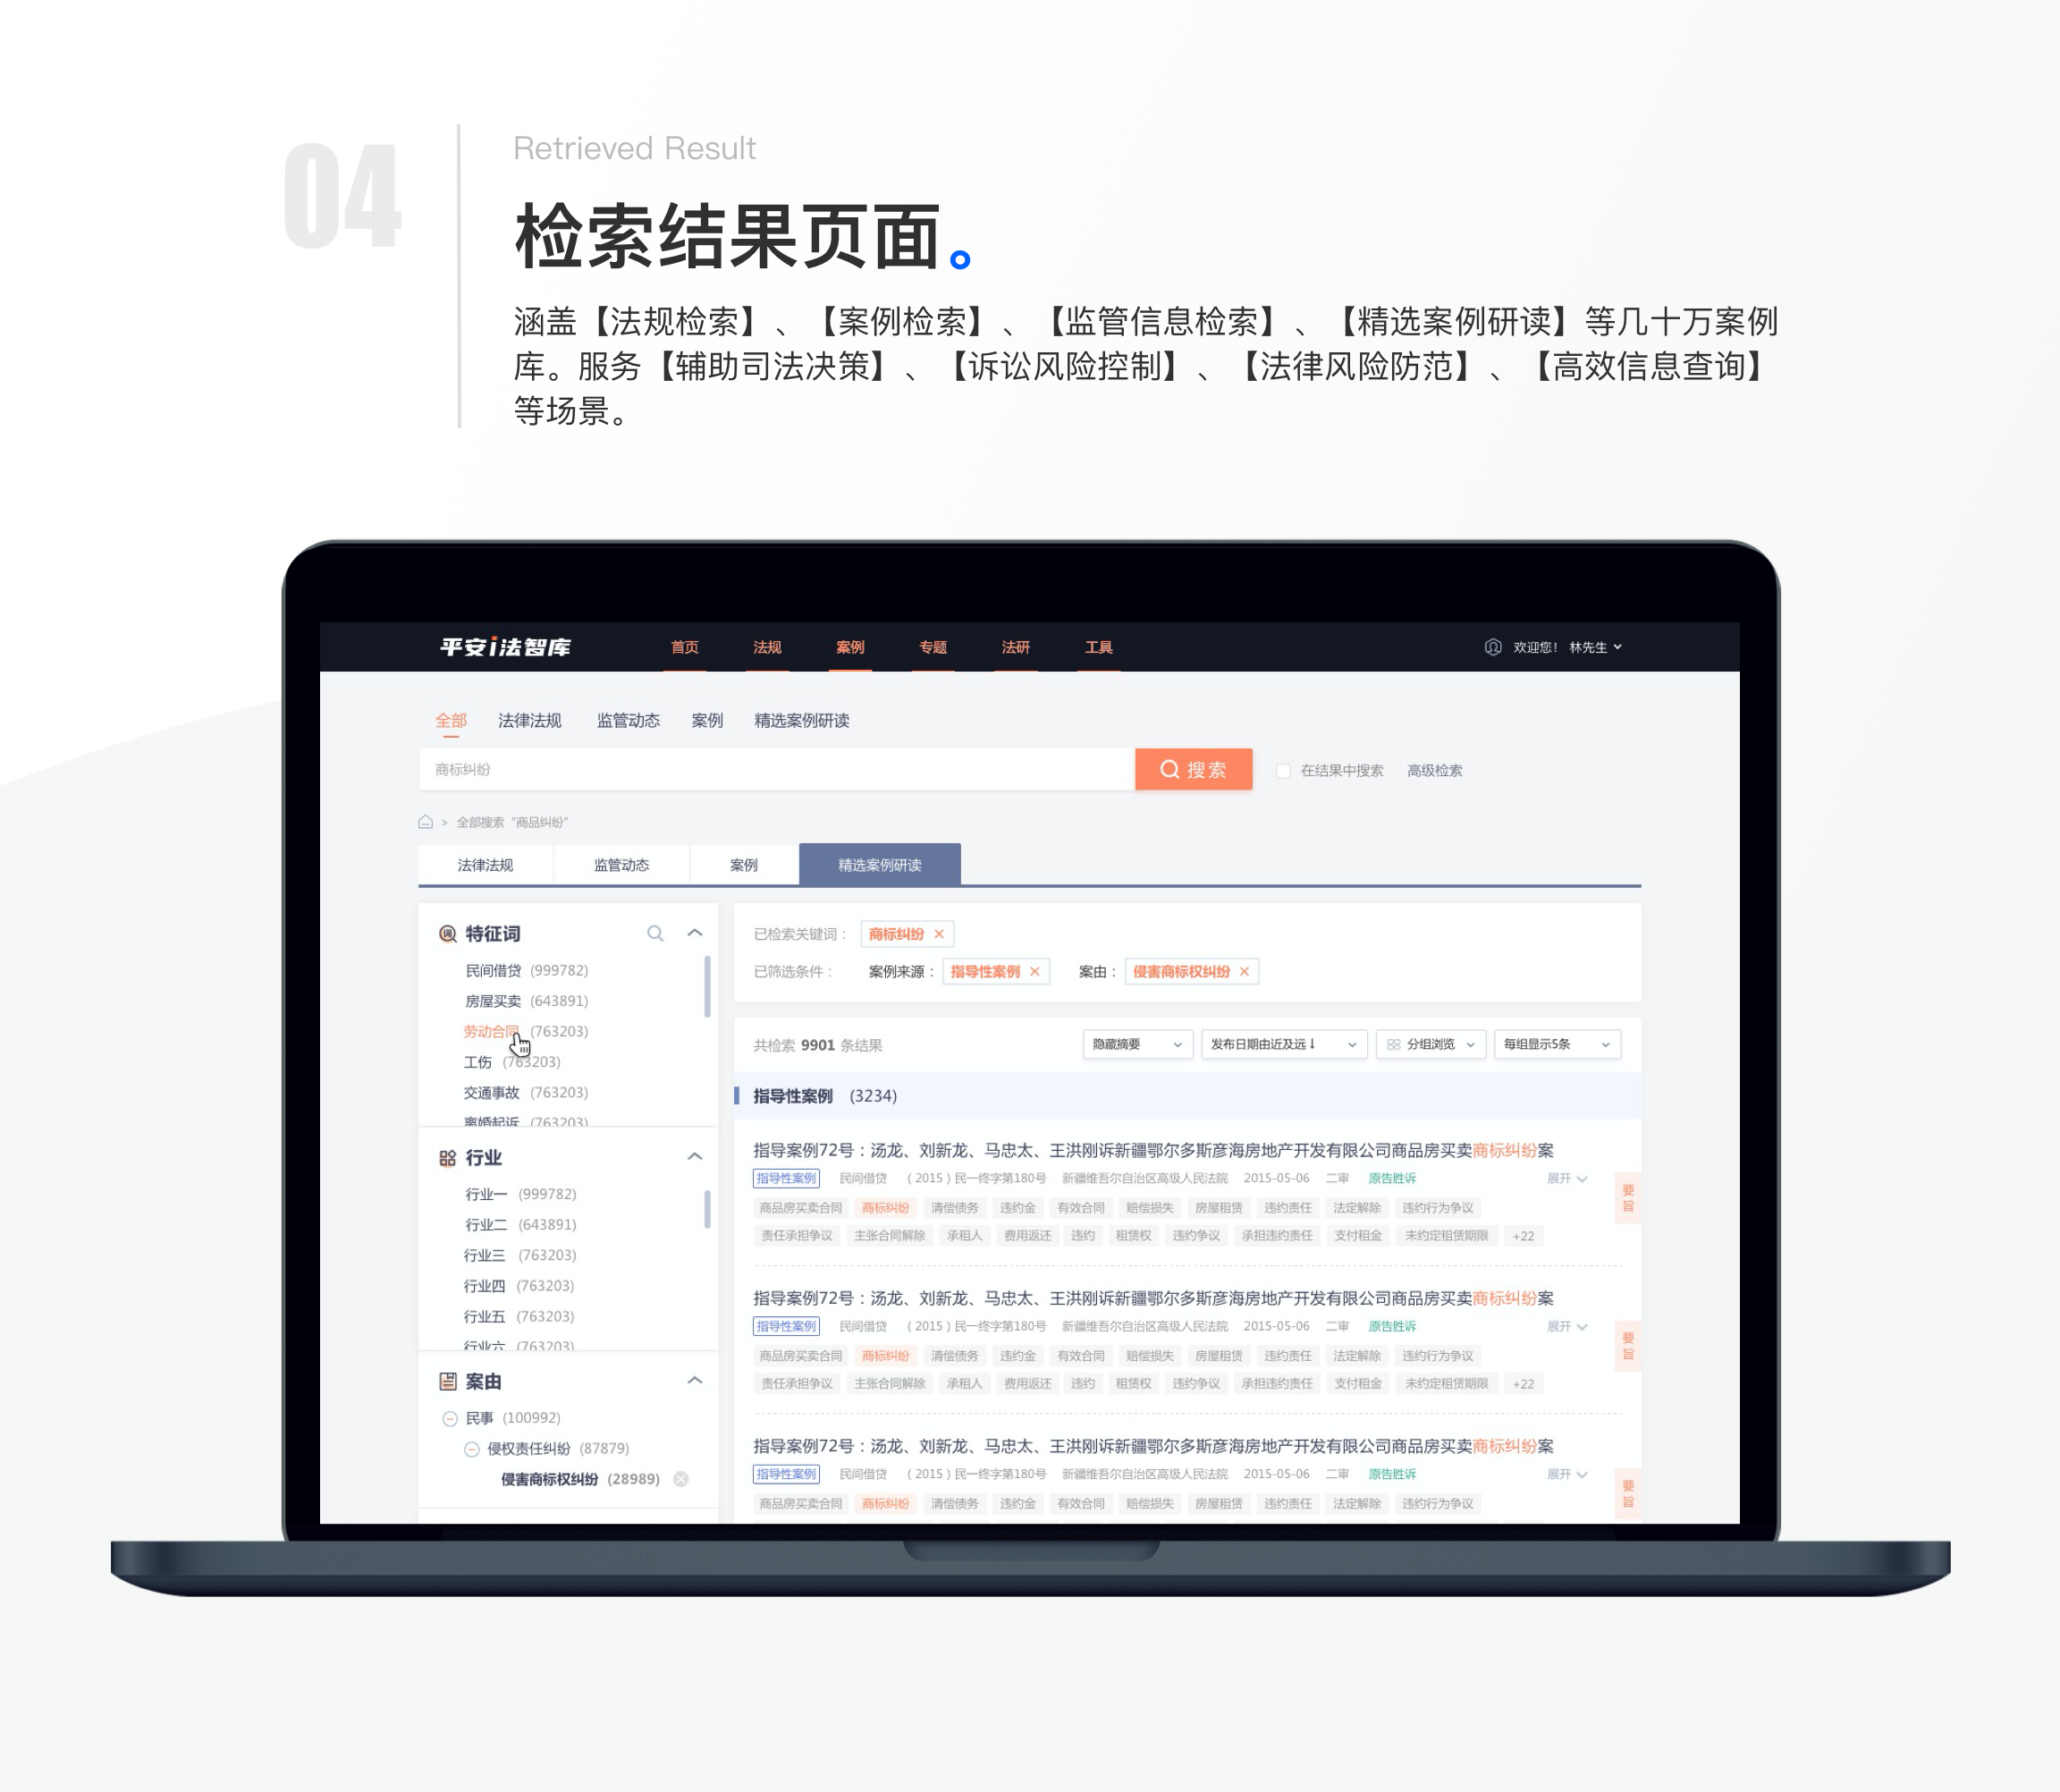 04
Retrieved Result
检索结果页面。
涵盖【法规检索】、【案例检索】、【监管信息检索】、【精选案例研读】等几十万案例
库。服务【辅助司法决策】、【诉讼风险控制】、【法律风险防范】、【高效信息查询】
等场景。
平安i法智库 首页 法规 案例 专题 法研 工具 欢迎您！ 林先生
全部 法律法规 监管动态 案例 精选案例研读
商标纠纷 搜索 在结果中搜索 高级检索
> 全部搜索 “商品纠纷”
法律法规 监管动态 案例 精选案例研读
特征词
民间借贷 (999782)
房屋买卖 (643891)
劳动合同 (763203)
工伤 (763203)
交通事故 (763203)
离婚起诉 (763203)
行业
行业一 (999782)
行业二 (643891)
行业三 (763203)
行业四 (763203)
行业五 (763203)
行业六 (763203)
案由
民事 (100992)
侵权责任纠纷 (87879)
侵害商标权纠纷 (28989)
已检索关键词： 商标纠纷 ×
已筛选条件： 案例来源： 指导性案例 × 案由： 侵害商标权纠纷 ×
共检索 9901 条结果 隐藏摘要 发布日期由近及远↓ 分组浏览 每组显示5条
指导性案例 (3234)
指导案例72号：汤龙、刘新龙、马忠太、王洪刚诉新疆鄂尔多斯彦海房地产开发有限公司商品房买卖商标纠纷案
指导性案例 民间借贷 （2015）民一终字第180号 新疆维吾尔自治区高级人民法院 2015-05-06 二审 原告胜诉 展开
要旨
商品房买卖合同 商标纠纷 清偿债务 违约金 有效合同 赔偿损失 房屋租赁 违约责任 法定解除 违约行为争议
责任承担争议 主张合同解除 承租人 费用返还 违约 租赁权 违约争议 承担违约责任 支付租金 未约定租赁期限 +22
指导案例72号：汤龙、刘新龙、马忠太、王洪刚诉新疆鄂尔多斯彦海房地产开发有限公司商品房买卖商标纠纷案
指导性案例 民间借贷 （2015）民一终字第180号 新疆维吾尔自治区高级人民法院 2015-05-06 二审 原告胜诉 展开
要旨
商品房买卖合同 商标纠纷 清偿债务 违约金 有效合同 赔偿损失 房屋租赁 违约责任 法定解除 违约行为争议
责任承担争议 主张合同解除 承租人 费用返还 违约 租赁权 违约争议 承担违约责任 支付租金 未约定租赁期限 +22
指导案例72号：汤龙、刘新龙、马忠太、王洪刚诉新疆鄂尔多斯彦海房地产开发有限公司商品房买卖商标纠纷案
指导性案例 民间借贷 （2015）民一终字第180号 新疆维吾尔自治区高级人民法院 2015-05-06 二审 原告胜诉 展开
要旨
商品房买卖合同 商标纠纷 清偿债务 违约金 有效合同 赔偿损失 房屋租赁 违约责任 法定解除 违约行为争议